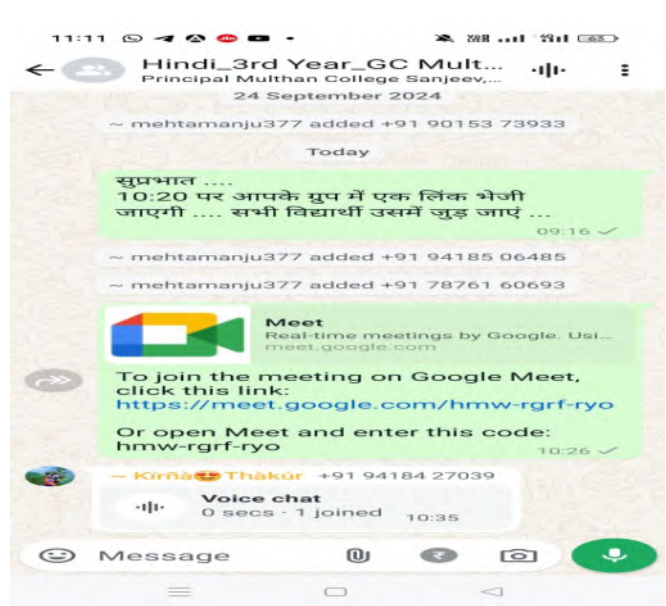 11:11
Hindi_3rd Year_GC Mult...
Principal Multhan College Sanjeev,...
24 September 2024
~ mehtamanju377 added +91 90153 73933
Today
सुप्रभात ....
10:20 पर आपके ग्रुप में एक लिंक भेजी
जाएगी .... सभी विद्यार्थी उसमें जुड़ जाएं ...
09:16
~ mehtamanju377 added +91 94185 06485
~ mehtamanju377 added +91 78761 60693
Meet
Real-time meetings by Google. Usi...
meet.google.com
To join the meeting on Google Meet,
click this link:
https://meet.google.com/hmw-rgrf-ryo
Or open Meet and enter this code:
hmw-rgrf-ryo
10:26
~ Kïrñà😍Thàkúr +91 94184 27039
Voice chat
0 secs · 1 joined 10:35
Message